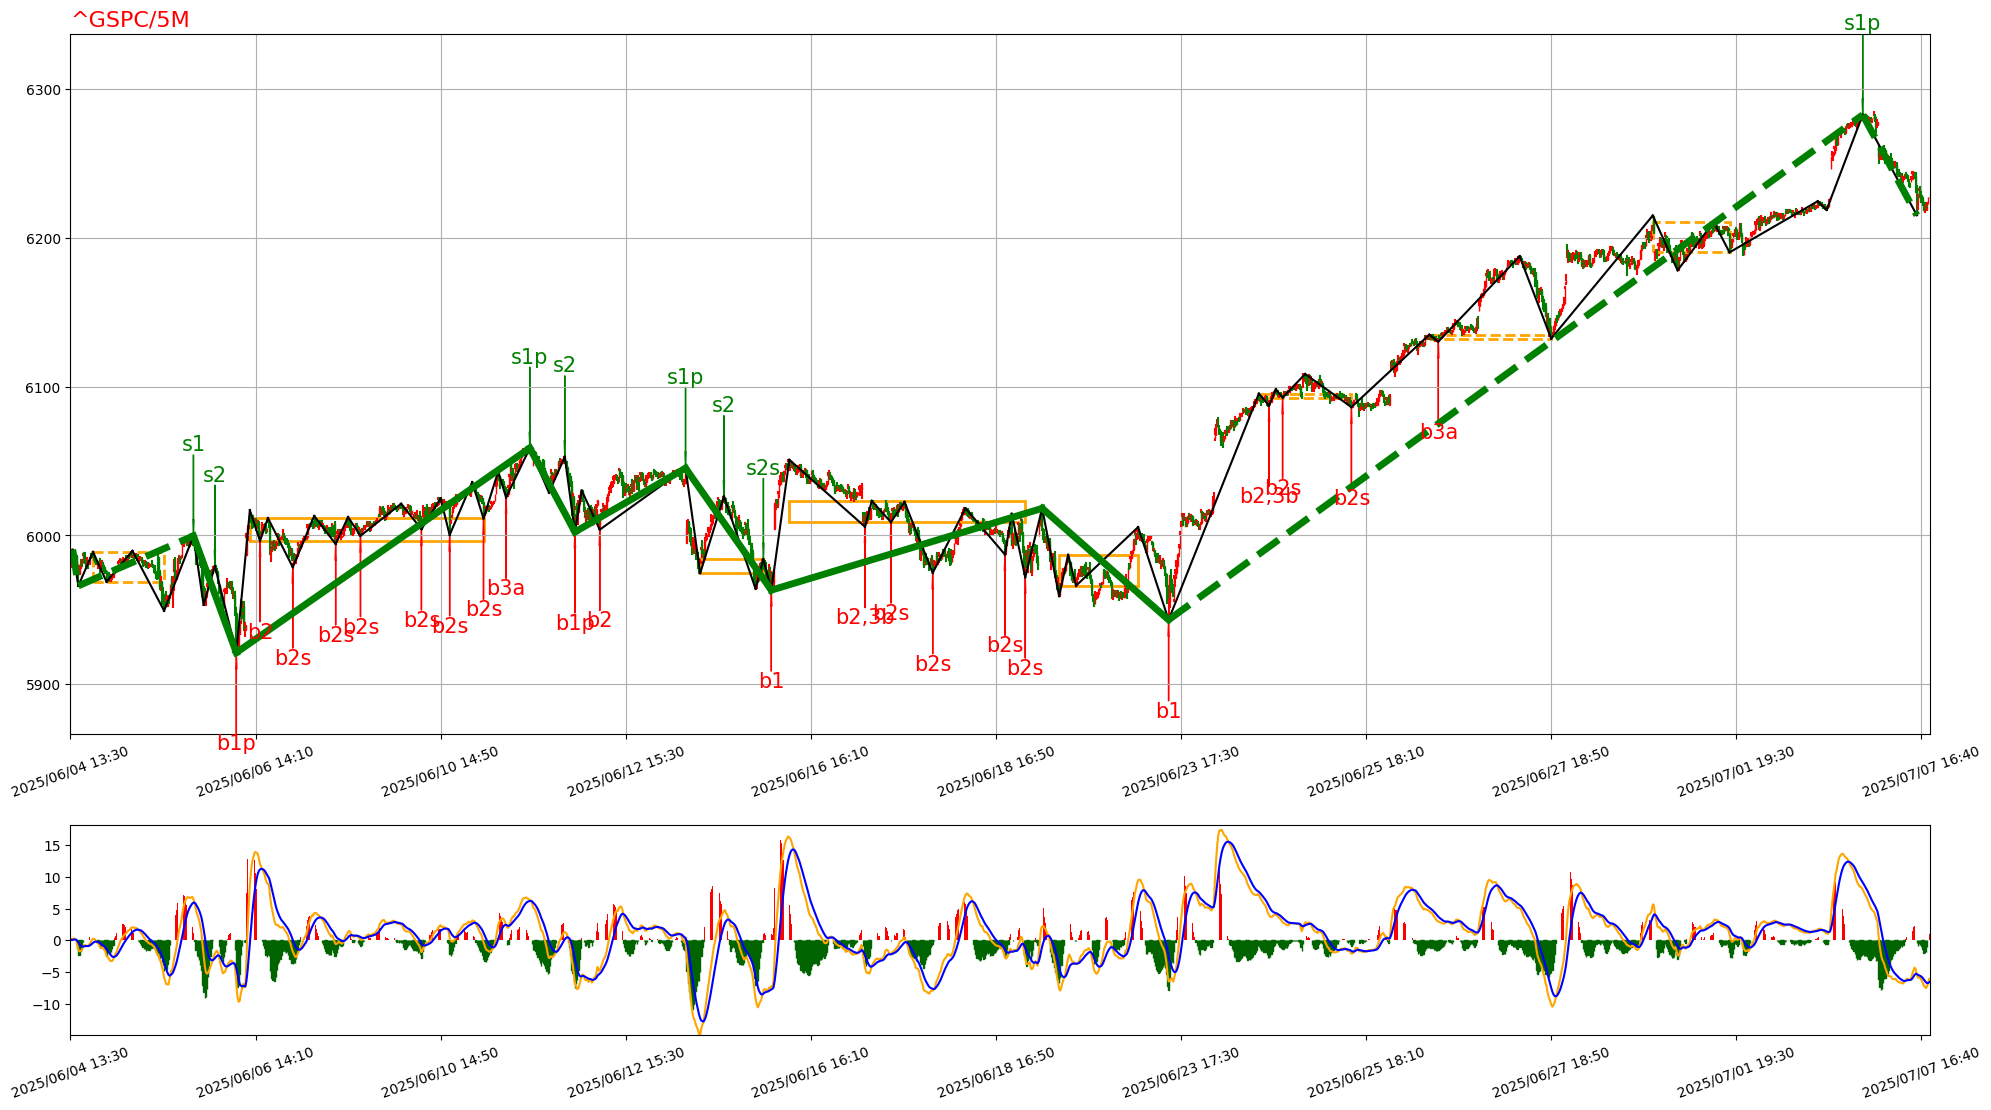 ^GSPC/5M
s1p
6300
6200
s1p
s2
6100
s1p
s2
s1
s2
s2s
b3a
b2,3b
b2s
b2s
6000
b3a
b2s
b2
b2s
b2s
b2s
b2s
b2s
b1p
b2
b2,3b
b2s
b2s
b2s
b2s
5900
b1
b1
b1p
2025/06/04 13:30
2025/06/06 14:10
2025/06/10 14:50
2025/06/12 15:30
2025/06/16 16:10
2025/06/18 16:50
2025/06/23 17:30
2025/06/25 18:10
2025/06/27 18:50
2025/07/01 19:30
2025/07/07 16:40
15
10
5
0
−5
−10
2025/06/04 13:30
2025/06/06 14:10
2025/06/10 14:50
2025/06/12 15:30
2025/06/16 16:10
2025/06/18 16:50
2025/06/23 17:30
2025/06/25 18:10
2025/06/27 18:50
2025/07/01 19:30
2025/07/07 16:40